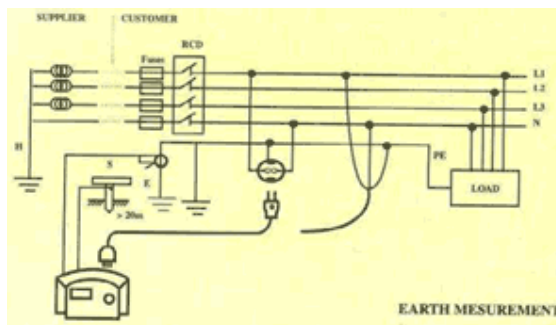 SUPPLIER
CUSTOMER
RCD
Fuses
L1
L2
L3
N
H
S
E
PE
LOAD
> 20m
EARTH MESUREMENT